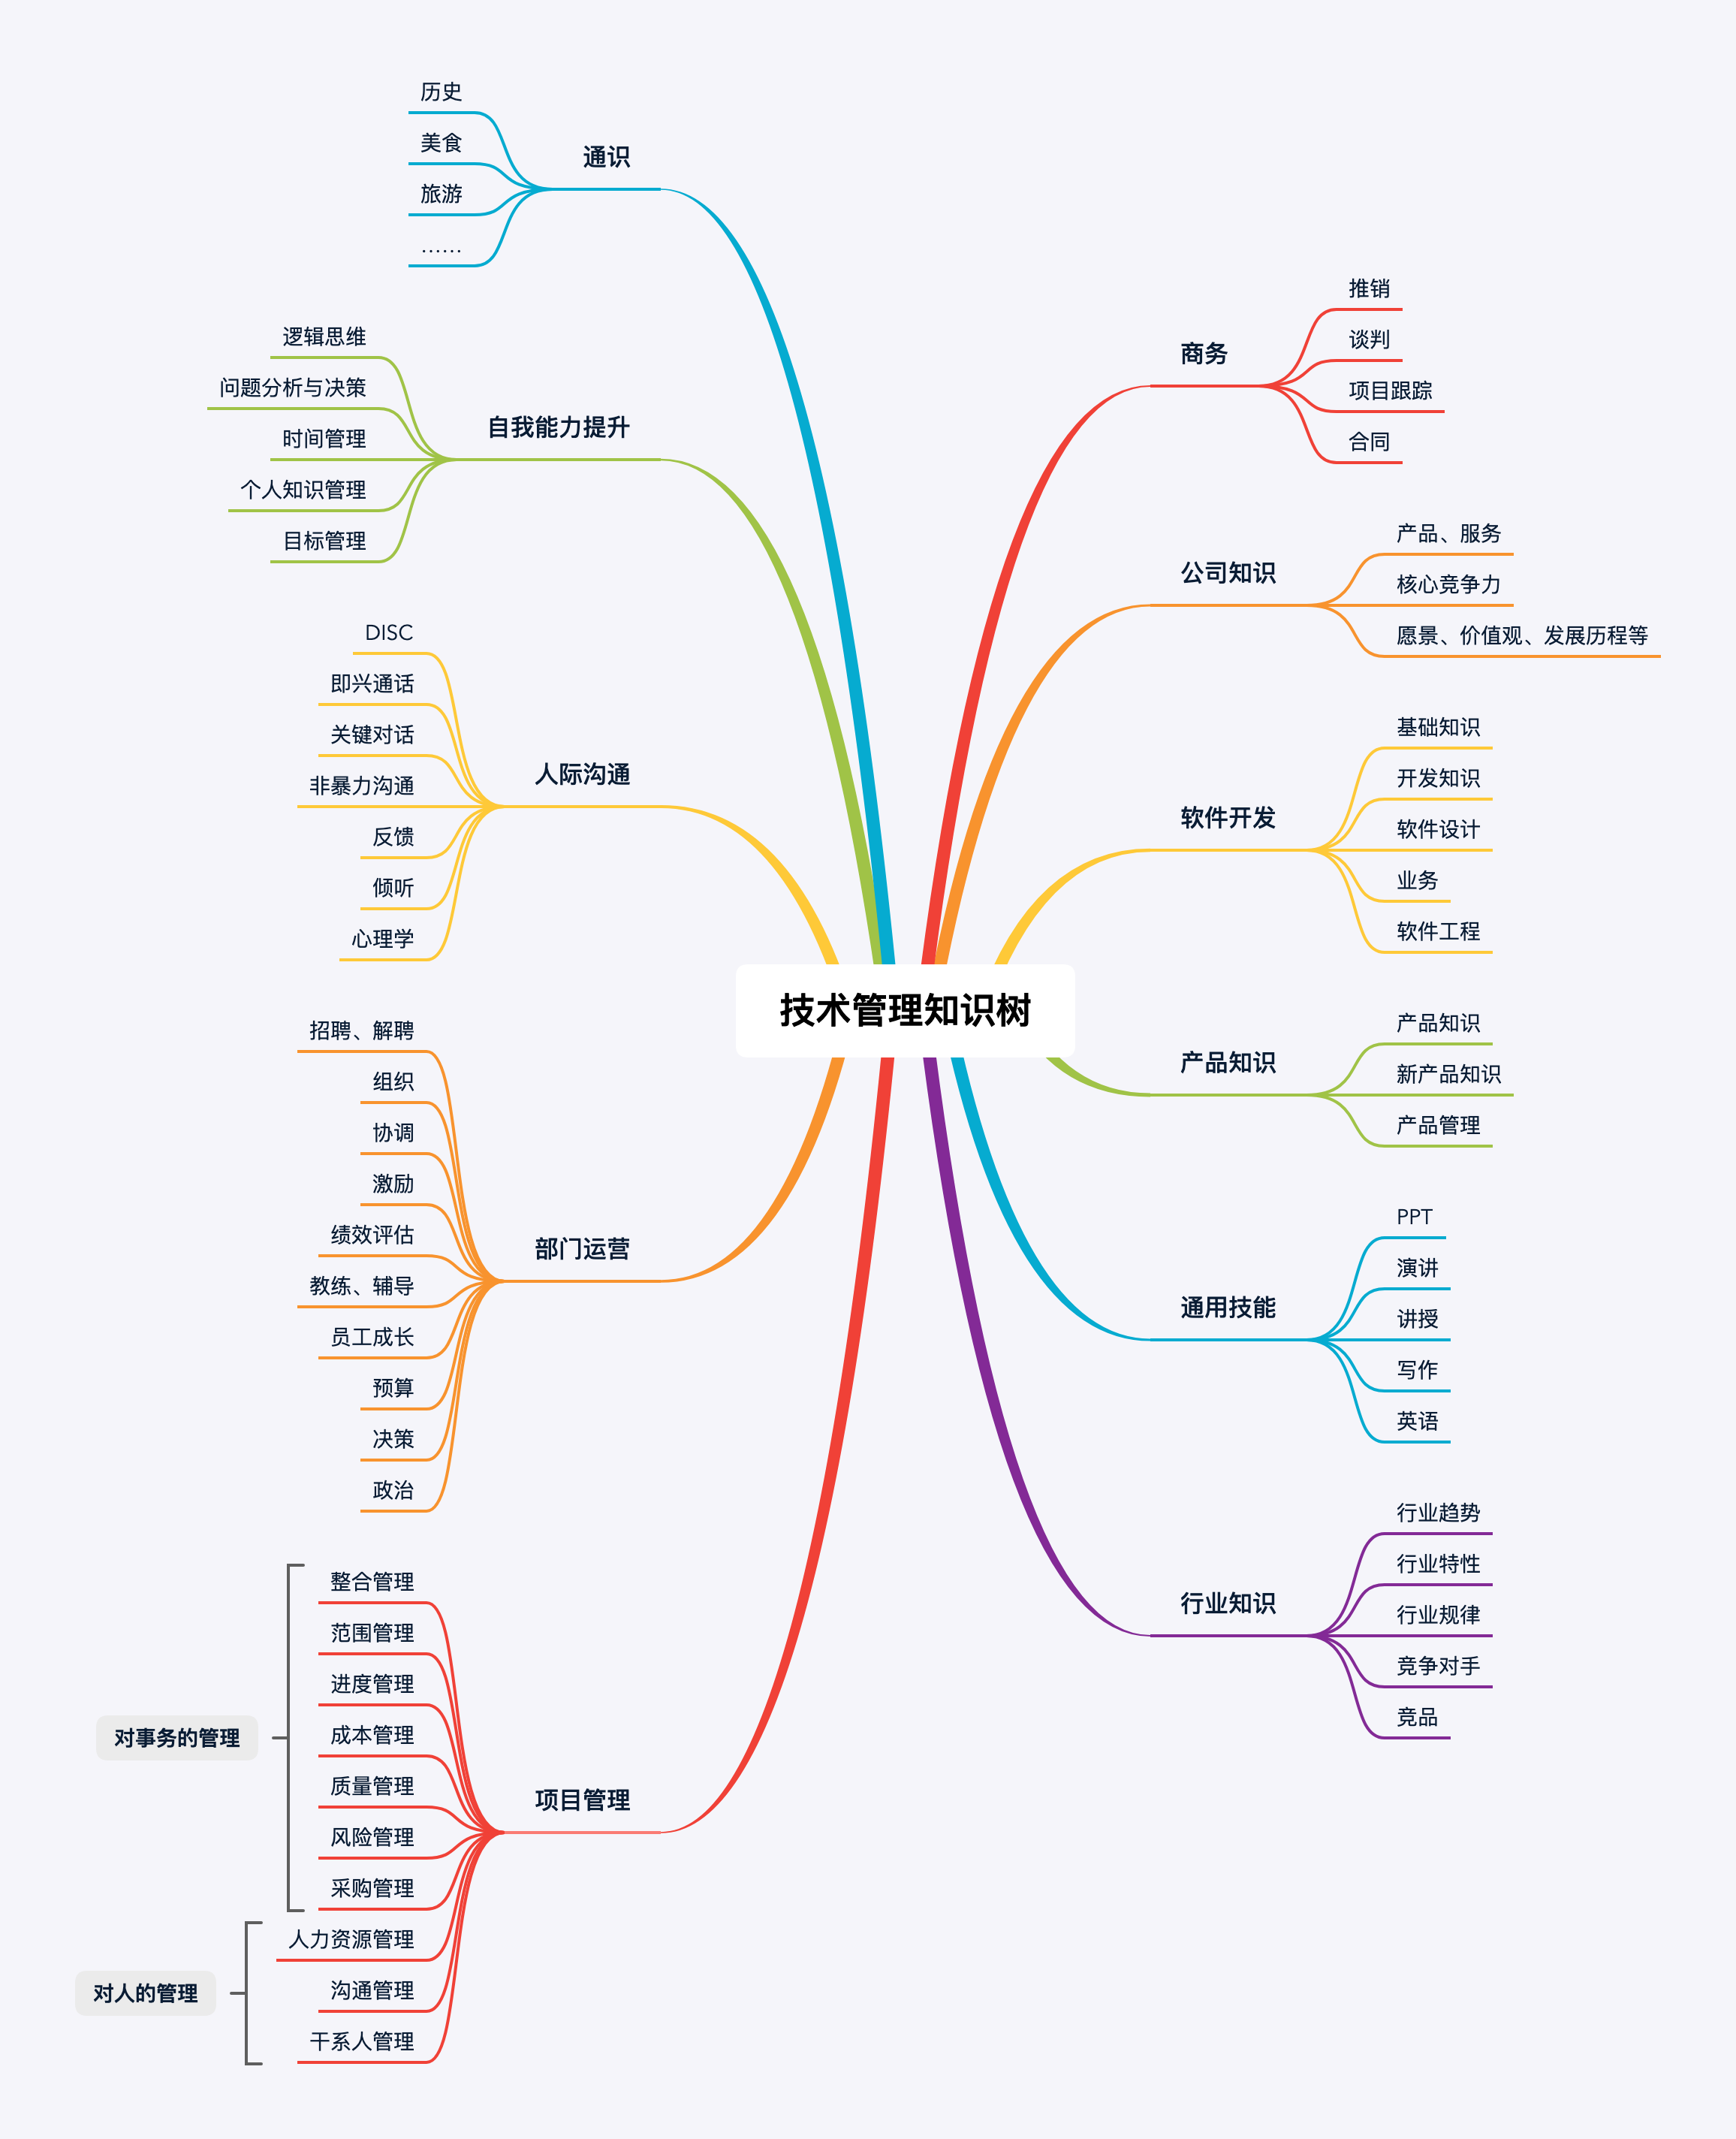 技术管理知识树
商务
推销
谈判
项目跟踪
合同
公司知识
产品、服务
核心竞争力
愿景、价值观、发展历程等
软件开发
基础知识
开发知识
软件设计
业务
软件工程
产品知识
产品知识
新产品知识
产品管理
通用技能
PPT
演讲
讲授
写作
英语
行业知识
行业趋势
行业特性
行业规律
竞争对手
竞品
通识
历史
美食
旅游
……
自我能力提升
逻辑思维
问题分析与决策
时间管理
个人知识管理
目标管理
人际沟通
DISC
即兴通话
关键对话
非暴力沟通
反馈
倾听
心理学
部门运营
招聘、解聘
组织
协调
激励
绩效评估
教练、辅导
员工成长
预算
决策
政治
项目管理
对事务的管理
整合管理
范围管理
进度管理
成本管理
质量管理
风险管理
采购管理
对人的管理
人力资源管理
沟通管理
干系人管理